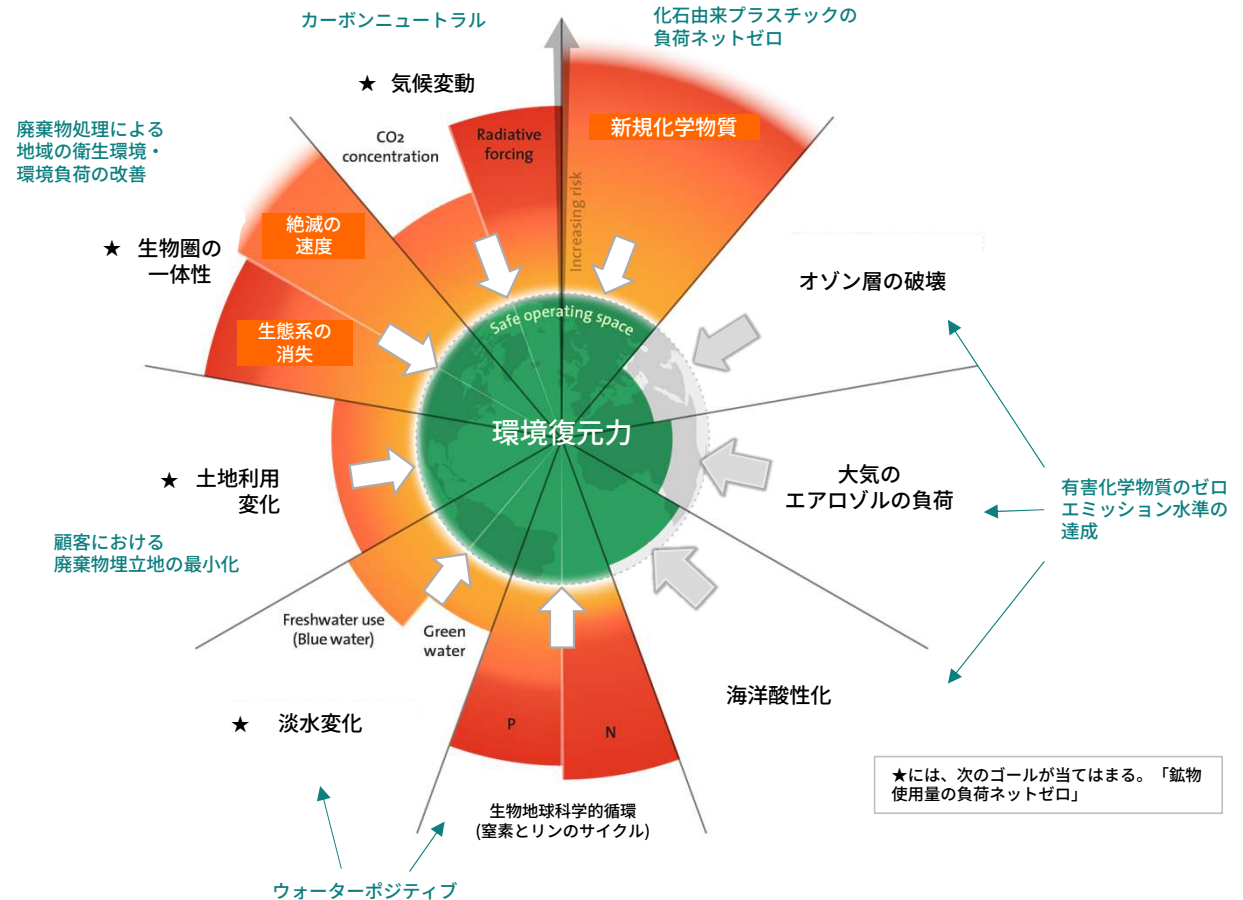 カーボンニュートラル
化石由来プラスチックの
負荷ネットゼロ
★ 気候変動
CO2
concentration
Radiative
forcing
新規化学物質
Increasing risk
廃棄物処理による
地域の衛生環境・
環境負荷の改善
絶滅の
速度
★ 生物圏の
一体性
生態系の
消失
オゾン層の破壊
Safe operating space
環境復元力
★ 土地利用
変化
大気の
エアロゾルの負荷
有害化学物質のゼロ
エミッション水準の
達成
顧客における
廃棄物埋立地の最小化
Freshwater use
(Blue water)
Green
water
海洋酸性化
★ 淡水変化
P
N
★には、次のゴールが当てはまる。「鉱物
使用量の負荷ネットゼロ」
生物地球科学的循環
(窒素とリンのサイクル)
ウォーターポジティブ